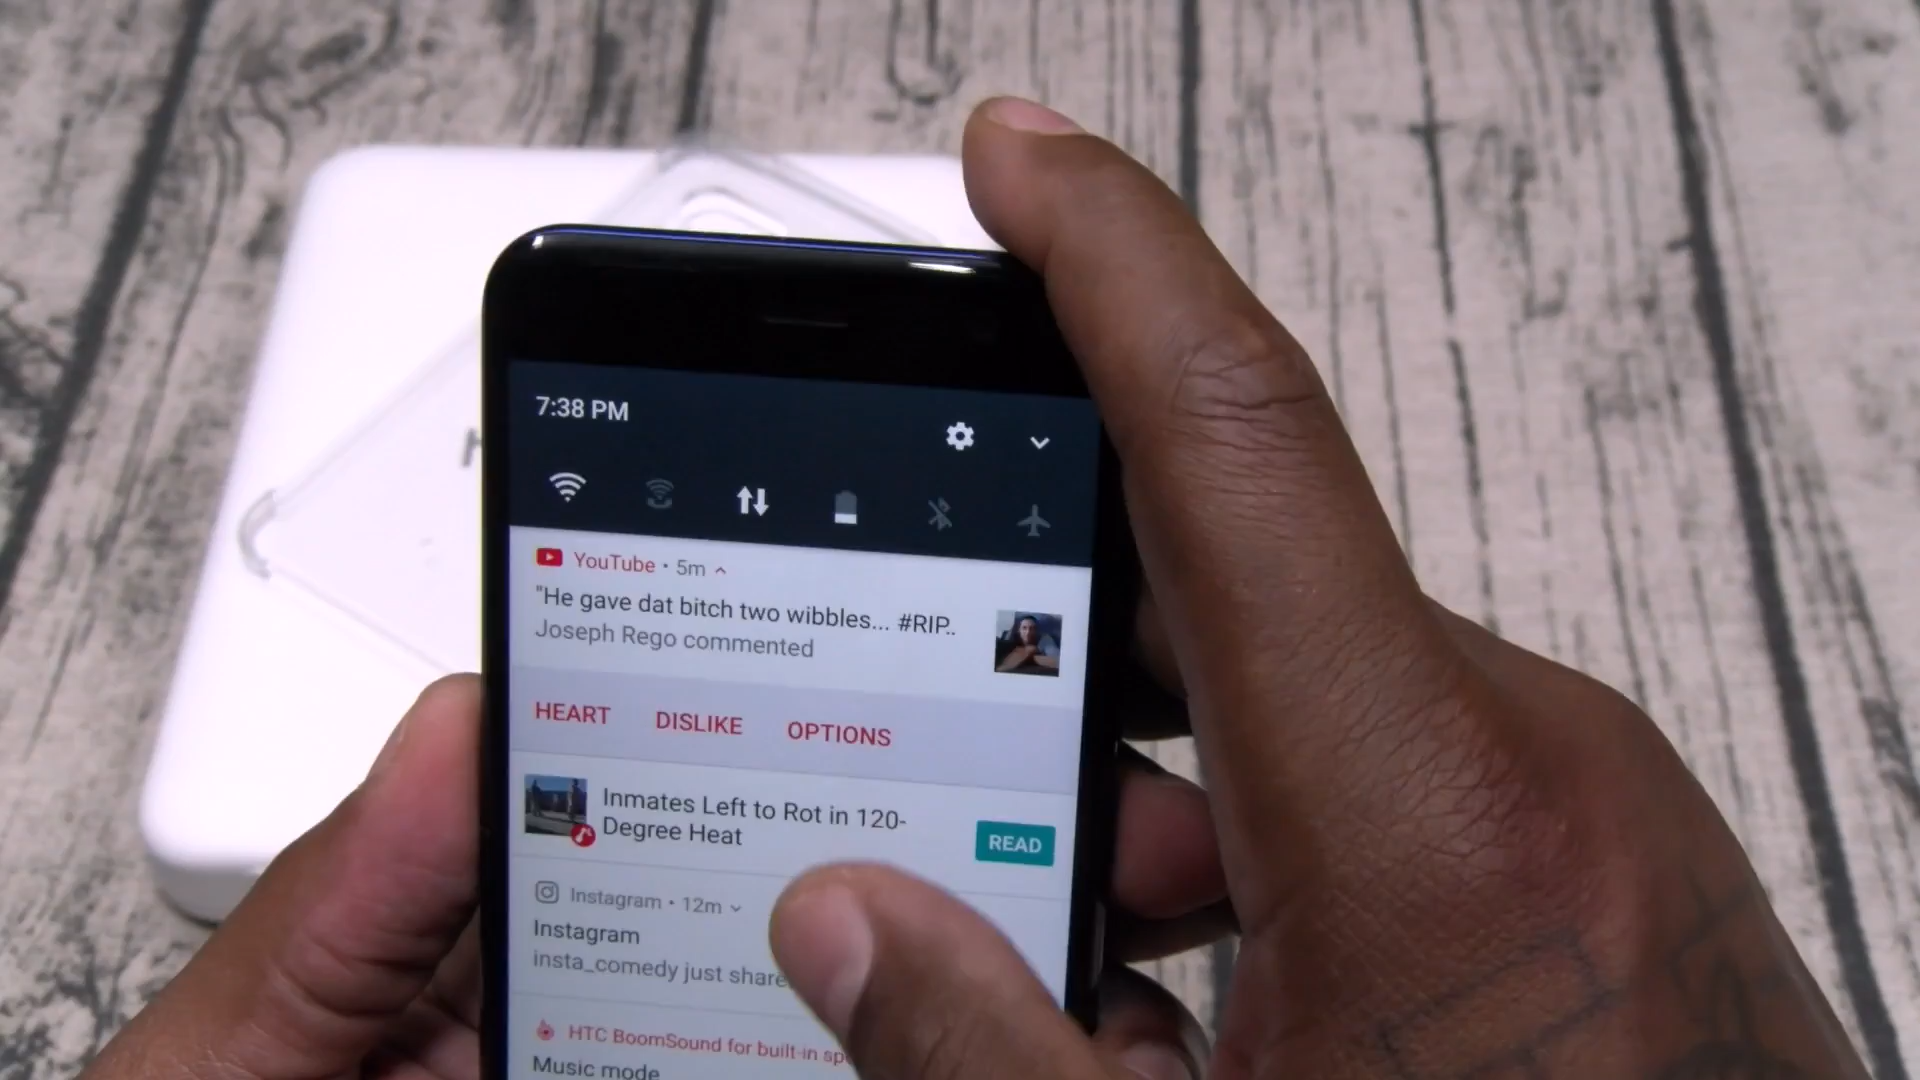 7:38 PM
YouTube • 5m
"He gave dat bitch two wibbles... #RIP..
Joseph Rego commented
HEART DISLIKE OPTIONS
Inmates Left to Rot in 120-
Degree Heat
READ
Instagram • 12m
Instagram
insta_comedy just share
HTC BoomSound for built-in sp
Music mode